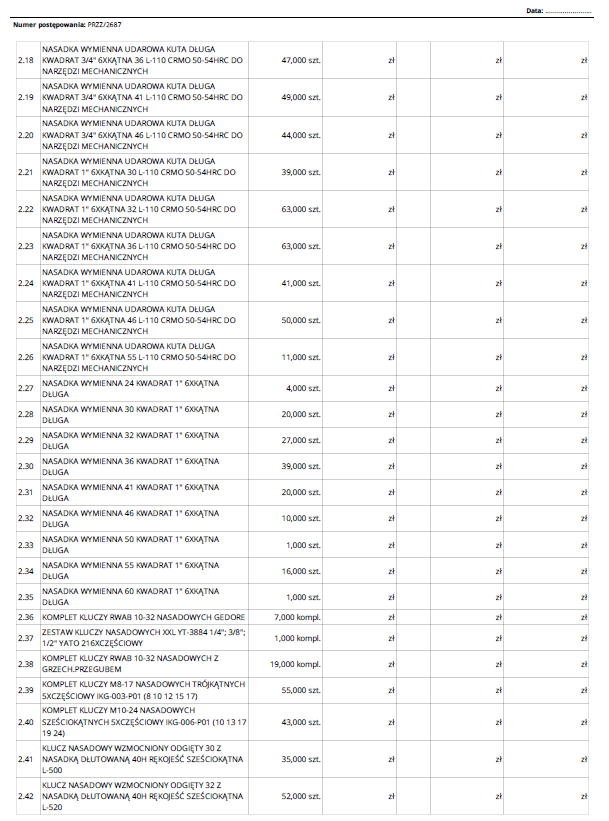 Data: ......................
Numer postępowania: PRZZ/2687
2.18 NASADKA WYMIENNA UDAROWA KUTA DŁUGA
KWADRAT 3/4" 6XKĄTNA 36 L-110 CRMO 50-54HRC DO
NARZĘDZI MECHANICZNYCH 47,000 szt. zł zł zł
2.19 NASADKA WYMIENNA UDAROWA KUTA DŁUGA
KWADRAT 3/4" 6XKĄTNA 41 L-110 CRMO 50-54HRC DO
NARZĘDZI MECHANICZNYCH 49,000 szt. zł zł zł
2.20 NASADKA WYMIENNA UDAROWA KUTA DŁUGA
KWADRAT 3/4" 6XKĄTNA 46 L-110 CRMO 50-54HRC DO
NARZĘDZI MECHANICZNYCH 44,000 szt. zł zł zł
2.21 NASADKA WYMIENNA UDAROWA KUTA DŁUGA
KWADRAT 1" 6XKĄTNA 30 L-110 CRMO 50-54HRC DO
NARZĘDZI MECHANICZNYCH 39,000 szt. zł zł zł
2.22 NASADKA WYMIENNA UDAROWA KUTA DŁUGA
KWADRAT 1" 6XKĄTNA 32 L-110 CRMO 50-54HRC DO
NARZĘDZI MECHANICZNYCH 63,000 szt. zł zł zł
2.23 NASADKA WYMIENNA UDAROWA KUTA DŁUGA
KWADRAT 1" 6XKĄTNA 36 L-110 CRMO 50-54HRC DO
NARZĘDZI MECHANICZNYCH 63,000 szt. zł zł zł
2.24 NASADKA WYMIENNA UDAROWA KUTA DŁUGA
KWADRAT 1" 6XKĄTNA 41 L-110 CRMO 50-54HRC DO
NARZĘDZI MECHANICZNYCH 41,000 szt. zł zł zł
2.25 NASADKA WYMIENNA UDAROWA KUTA DŁUGA
KWADRAT 1" 6XKĄTNA 46 L-110 CRMO 50-54HRC DO
NARZĘDZI MECHANICZNYCH 50,000 szt. zł zł zł
2.26 NASADKA WYMIENNA UDAROWA KUTA DŁUGA
KWADRAT 1" 6XKĄTNA 55 L-110 CRMO 50-54HRC DO
NARZĘDZI MECHANICZNYCH 11,000 szt. zł zł zł
2.27 NASADKA WYMIENNA 24 KWADRAT 1" 6XKĄTNA
DŁUGA 4,000 szt. zł zł zł
2.28 NASADKA WYMIENNA 30 KWADRAT 1" 6XKĄTNA
DŁUGA 20,000 szt. zł zł zł
2.29 NASADKA WYMIENNA 32 KWADRAT 1" 6XKĄTNA
DŁUGA 27,000 szt. zł zł zł
2.30 NASADKA WYMIENNA 36 KWADRAT 1" 6XKĄTNA
DŁUGA 39,000 szt. zł zł zł
2.31 NASADKA WYMIENNA 41 KWADRAT 1" 6XKĄTNA
DŁUGA 20,000 szt. zł zł zł
2.32 NASADKA WYMIENNA 46 KWADRAT 1" 6XKĄTNA
DŁUGA 10,000 szt. zł zł zł
2.33 NASADKA WYMIENNA 50 KWADRAT 1" 6XKĄTNA
DŁUGA 1,000 szt. zł zł zł
2.34 NASADKA WYMIENNA 55 KWADRAT 1" 6XKĄTNA
DŁUGA 16,000 szt. zł zł zł
2.35 NASADKA WYMIENNA 60 KWADRAT 1" 6XKĄTNA
DŁUGA 1,000 szt. zł zł zł
2.36 KOMPLET KLUCZY RWAB 10-32 NASADOWYCH GEDORE 7,000 kompl. zł zł zł
2.37 ZESTAW KLUCZY NASADOWYCH XXL YT-3884 1/4"; 3/8";
1/2" YATO 216XCZĘŚCIOWY 1,000 kompl. zł zł zł
2.38 KOMPLET KLUCZY RWAB 10-32 NASADOWYCH Z
GRZECH.PRZEGUBEM 19,000 kompl. zł zł zł
2.39 KOMPLET KLUCZY M8-17 NASADOWYCH TRÓJKĄTNYCH
5XCZĘŚCIOWY IKG-003-P01 (8 10 12 15 17) 55,000 szt. zł zł zł
2.40 KOMPLET KLUCZY M10-24 NASADOWYCH
SZEŚCIOKĄTNYCH 5XCZĘŚCIOWY IKG-006-P01 (10 13 17
19 24) 43,000 szt. zł zł zł
2.41 KLUCZ NASADOWY WZMOCNIONY ODGIĘTY 30 Z
NASADKĄ DŁUTOWANĄ 40H RĘKOJEŚĆ SZEŚCIOKĄTNA
L-500 35,000 szt. zł zł zł
2.42 KLUCZ NASADOWY WZMOCNIONY ODGIĘTY 32 Z
NASADKĄ DŁUTOWANĄ 40H RĘKOJEŚĆ SZEŚCIOKĄTNA
L-520 52,000 szt. zł zł zł